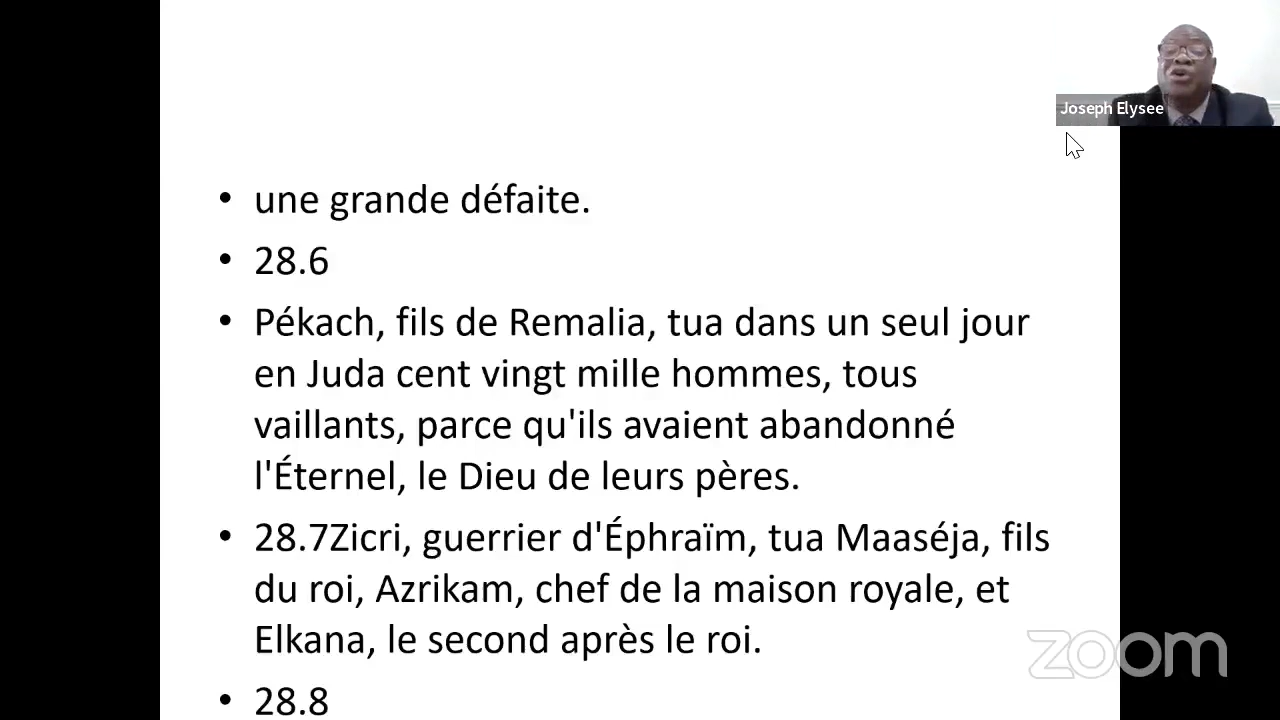 Joseph Elysee
• une grande défaite.
• 28.6
• Pékach, fils de Remalia, tua dans un seul jour
en Juda cent vingt mille hommes, tous
vaillants, parce qu'ils avaient abandonné
l'Éternel, le Dieu de leurs pères.
• 28.7Zicri, guerrier d'Éphraïm, tua Maaséja, fils
du roi, Azrikam, chef de la maison royale, et
Elkana, le second après le roi.
• 28.8
zoom